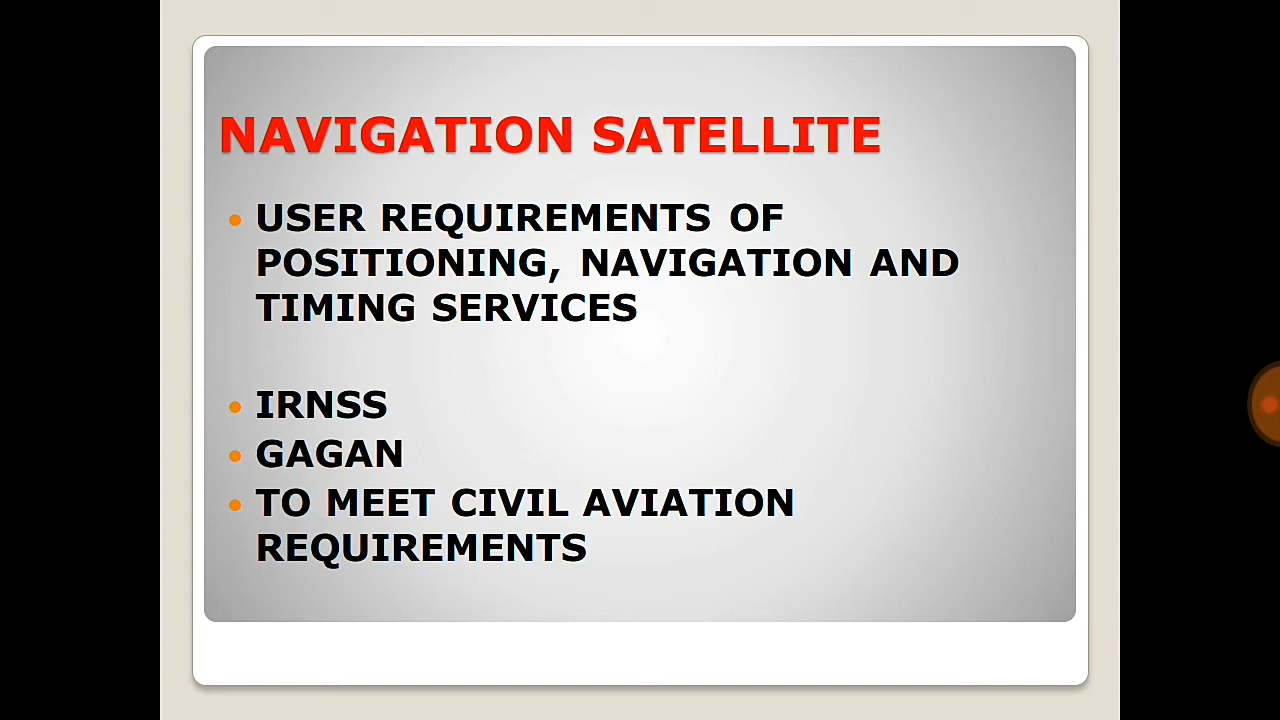 NAVIGATION SATELLITE
USER REQUIREMENTS OF
POSITIONING, NAVIGATION AND
TIMING SERVICES
IRNSS
GAGAN
TO MEET CIVIL AVIATION
REQUIREMENTS